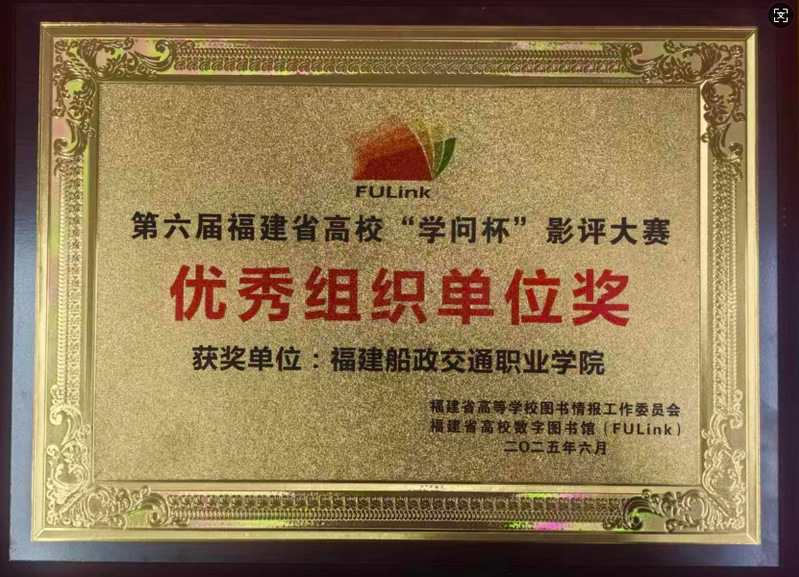 FULink
第六届福建省高校“学问杯”影评大赛
优秀组织单位奖
获奖单位：福建船政交通职业学院
福建省高等学校图书情报工作委员会
福建省高校数字图书馆（FULink）
二〇二五年六月